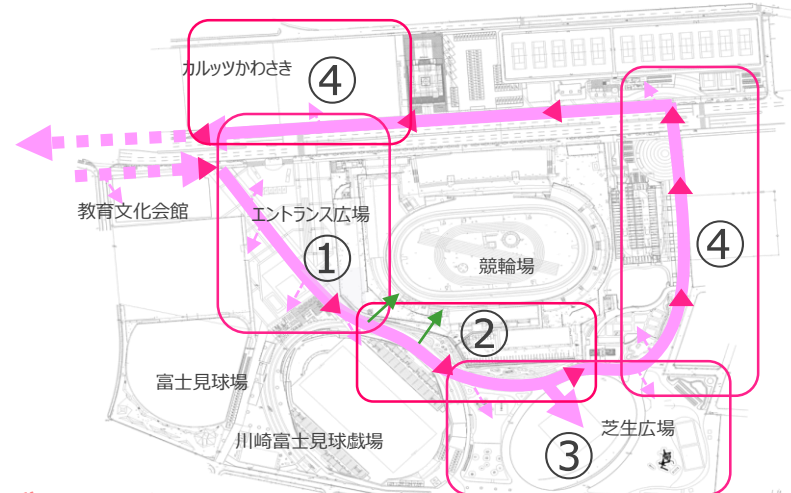 カルッツかわさき
④
教育文化会館
エントランス広場
①
競輪場
④
②
富士見球場
川崎富士見球戯場
芝生広場
③